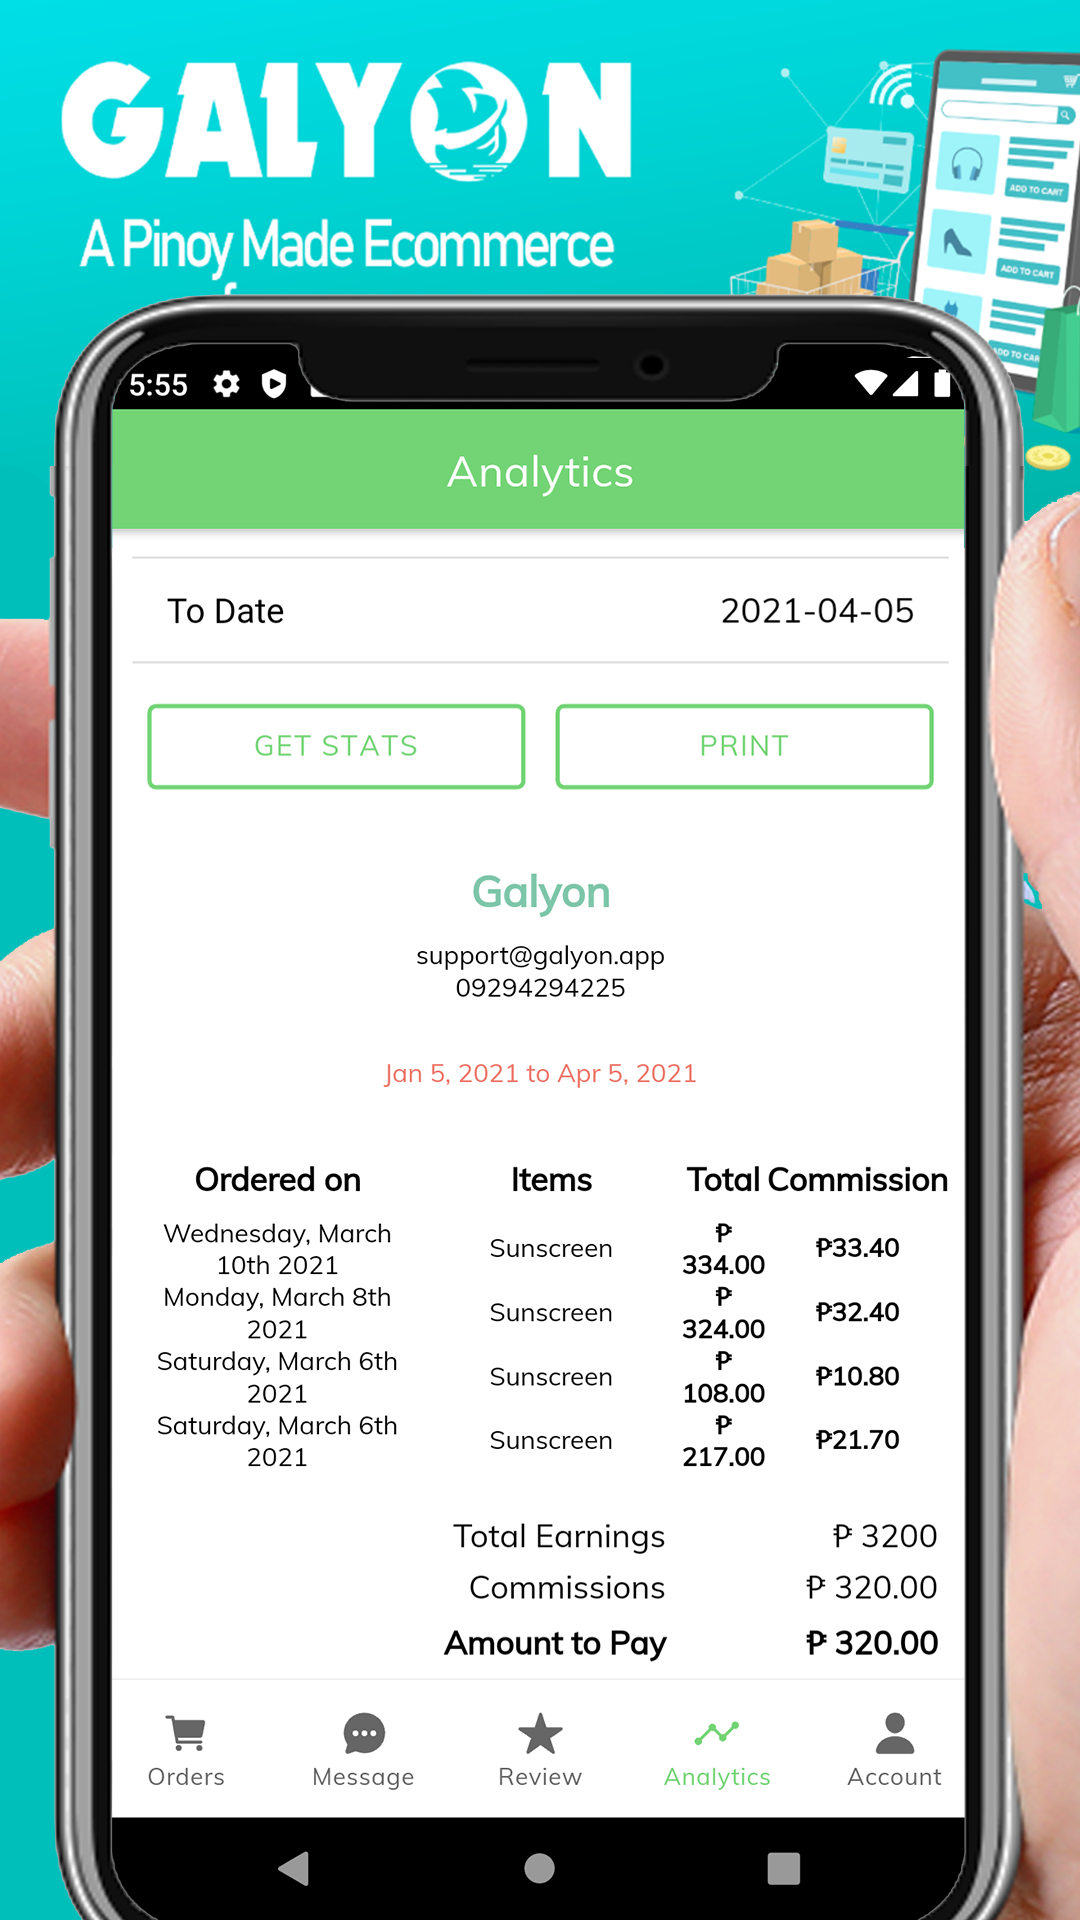 GALYON
A Pinoy Made Ecommerce
ADD TO CART
ADD TO CART
5:55
Analytics
To Date 2021-04-05
GET STATS PRINT
Galyon
support@galyon.app
09294294225
Jan 5, 2021 to Apr 5, 2021
Ordered on Items Total Commission
Wednesday, March 10th 2021 Sunscreen ₱ 334.00 ₱33.40
Monday, March 8th 2021 Sunscreen ₱ 324.00 ₱32.40
Saturday, March 6th 2021 Sunscreen ₱ 108.00 ₱10.80
Saturday, March 6th 2021 Sunscreen ₱ 217.00 ₱21.70
Total Earnings ₱ 3200
Commissions ₱ 320.00
Amount to Pay ₱ 320.00
Orders Message Review Analytics Account